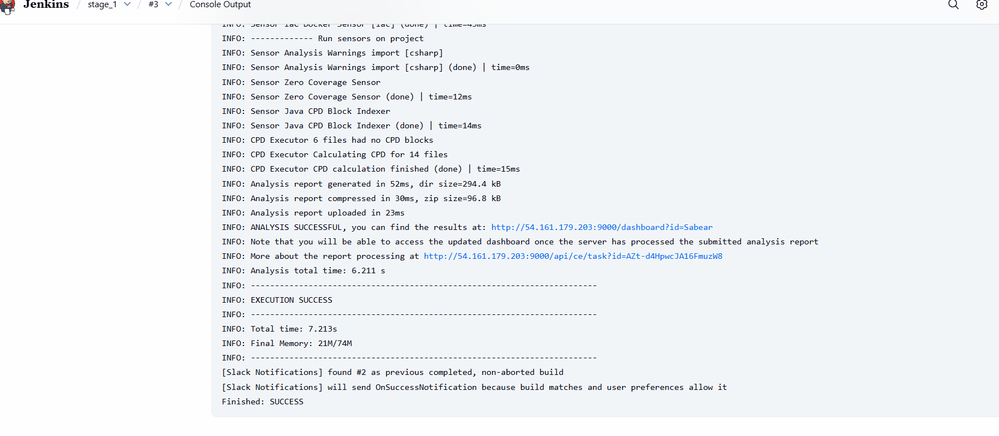 Jenkins / stage_1 / #3 / Console Output
INFO: Sensor IaC Docker Sensor [iac] (done) | time=45ms
INFO: ------------- Run sensors on project
INFO: Sensor Analysis Warnings import [csharp]
INFO: Sensor Analysis Warnings import [csharp] (done) | time=0ms
INFO: Sensor Zero Coverage Sensor
INFO: Sensor Zero Coverage Sensor (done) | time=12ms
INFO: Sensor Java CPD Block Indexer
INFO: Sensor Java CPD Block Indexer (done) | time=14ms
INFO: CPD Executor 6 files had no CPD blocks
INFO: CPD Executor Calculating CPD for 14 files
INFO: CPD Executor CPD calculation finished (done) | time=15ms
INFO: Analysis report generated in 52ms, dir size=294.4 kB
INFO: Analysis report compressed in 30ms, zip size=96.8 kB
INFO: Analysis report uploaded in 23ms
INFO: ANALYSIS SUCCESSFUL, you can find the results at: http://54.161.179.203:9000/dashboard?id=Sabear
INFO: Note that you will be able to access the updated dashboard once the server has processed the submitted analysis report
INFO: More about the report processing at http://54.161.179.203:9000/api/ce/task?id=AZt-d4HpwcJA16FmuzW8
INFO: Analysis total time: 6.211 s
INFO: ------------------------------------------------------------------------
INFO: EXECUTION SUCCESS
INFO: ------------------------------------------------------------------------
INFO: Total time: 7.213s
INFO: Final Memory: 21M/74M
INFO: ------------------------------------------------------------------------
[Slack Notifications] found #2 as previous completed, non-aborted build
[Slack Notifications] will send OnSuccessNotification because build matches and user preferences allow it
Finished: SUCCESS